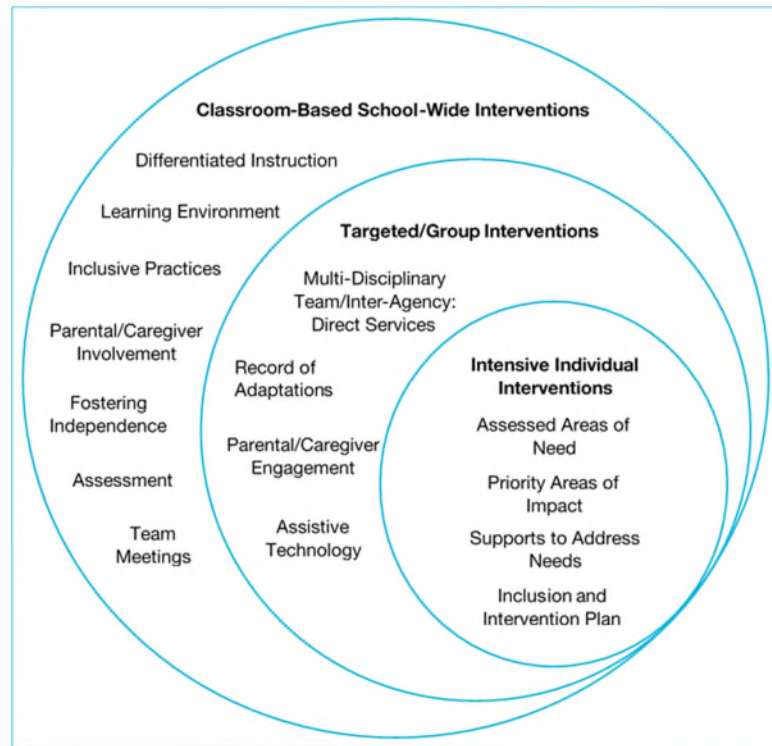 Classroom-Based School-Wide Interventions
Differentiated Instruction
Learning Environment
Inclusive Practices
Parental/Caregiver
Involvement
Fostering
Independence
Assessment
Team
Meetings
Targeted/Group Interventions
Multi-Disciplinary
Team/Inter-Agency:
Direct Services
Record of
Adaptations
Parental/Caregiver
Engagement
Assistive
Technology
Intensive Individual
Interventions
Assessed Areas of
Need
Priority Areas of
Impact
Supports to Address
Needs
Inclusion and
Intervention Plan